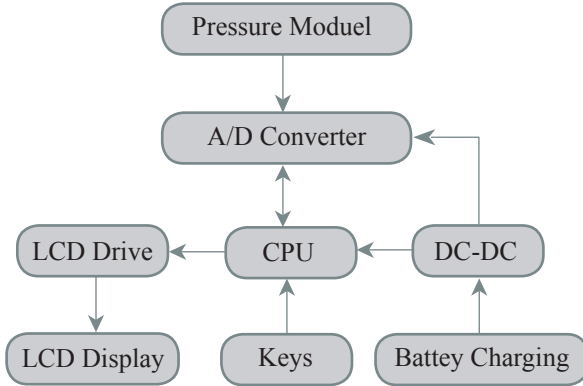 Pressure Moduel
A/D Converter
LCD Drive
CPU
DC-DC
LCD Display
Keys
Battey Charging